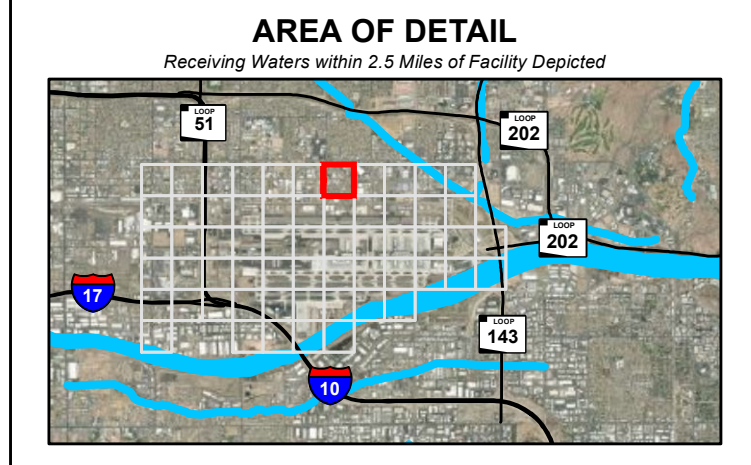 AREA OF DETAIL
Receiving Waters within 2.5 Miles of Facility Depicted
LOOP
51
LOOP
202
LOOP
202
17
LOOP
143
10